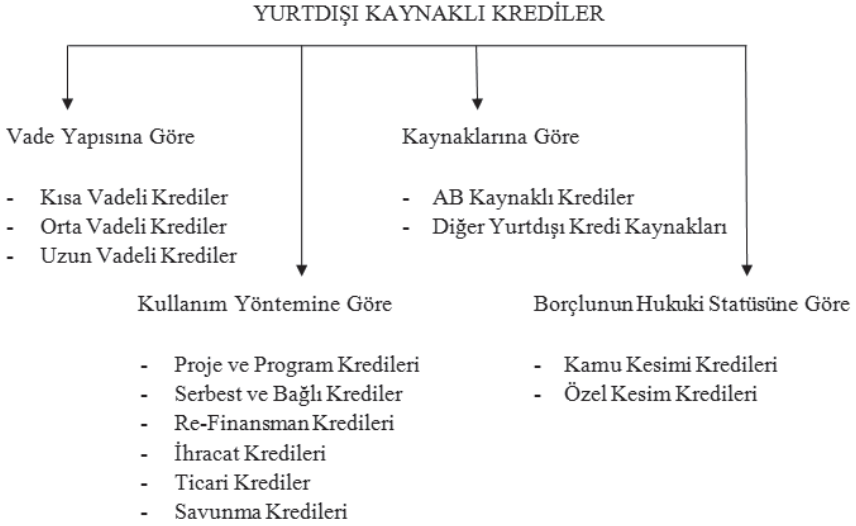 YURTDIŞI KAYNAKLI KREDİLER
Vade Yapısına Göre
- Kısa Vadeli Krediler
- Orta Vadeli Krediler
- Uzun Vadeli Krediler
Kaynaklarına Göre
- AB Kaynaklı Krediler
- Diğer Yurtdışı Kredi Kaynakları
Kullanım Yöntemine Göre
- Proje ve Program Kredileri
- Serbest ve Bağlı Krediler
- Re-Finansman Kredileri
- İhracat Kredileri
- Ticari Krediler
- Savunma Kredileri
Borçlunun Hukuki Statüsüne Göre
- Kamu Kesimi Kredileri
- Özel Kesim Kredileri